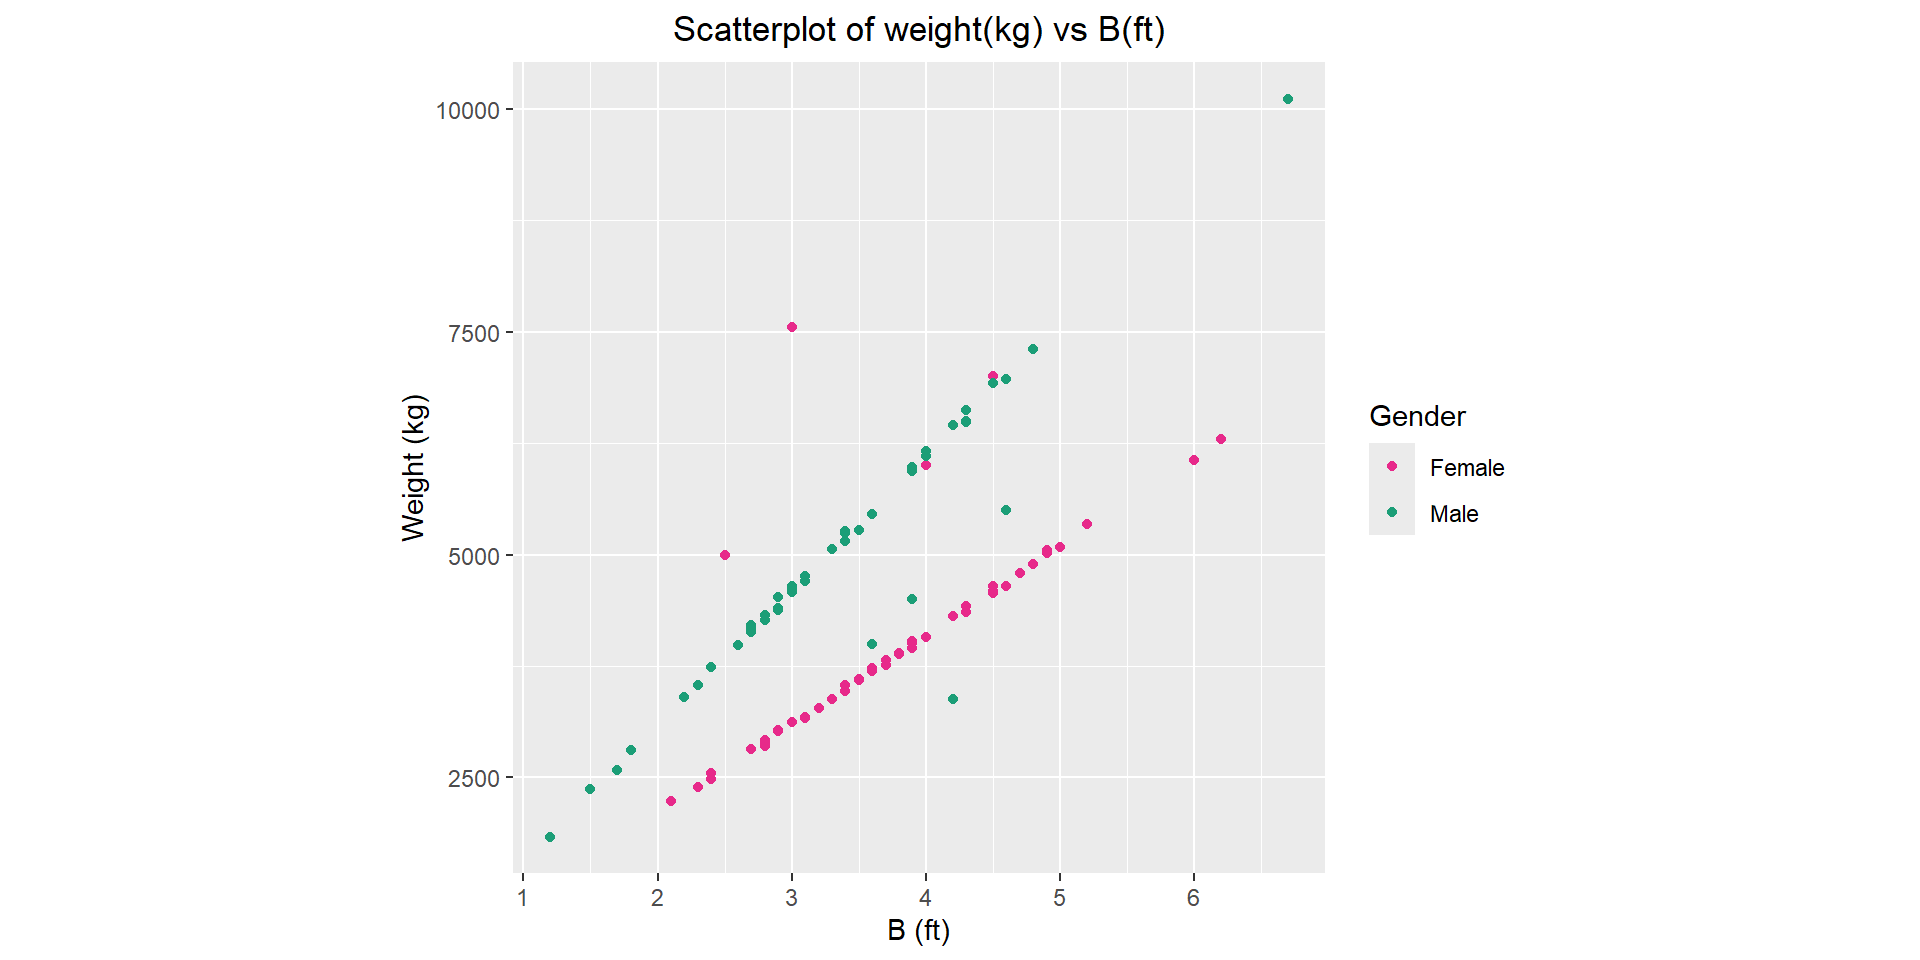 Scatterplot of weight(kg) vs B(ft)
10000
7500
5000
2500
Weight (kg)
1 2 3 4 5 6
B (ft)
Gender
Female
Male